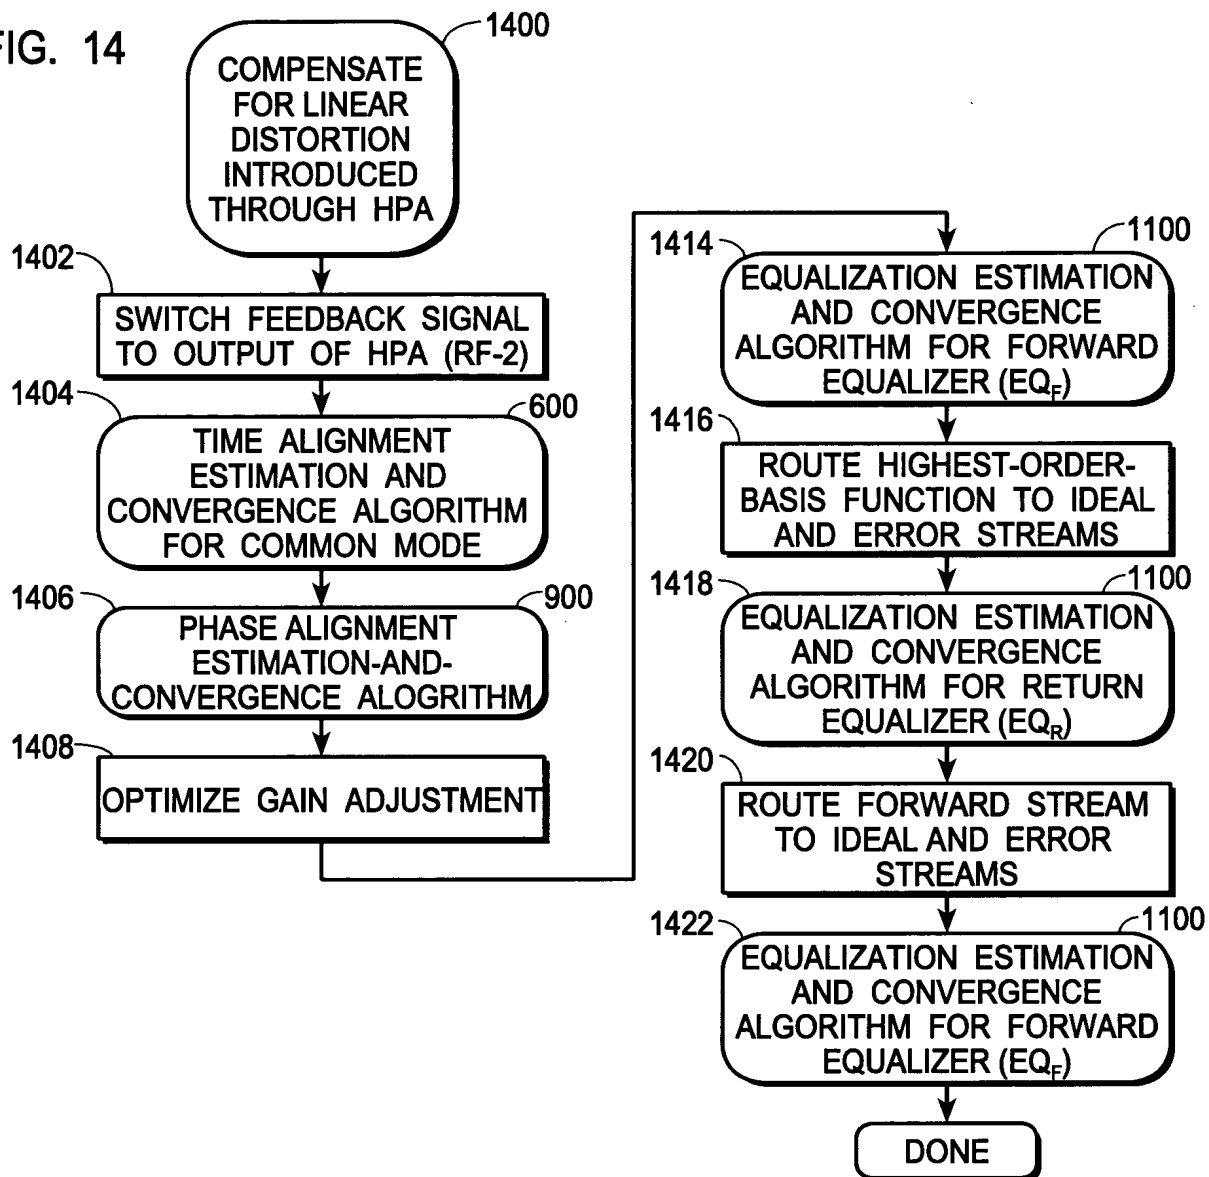 FIG. 14
1400
COMPENSATE
FOR LINEAR
DISTORTION
INTRODUCED
THROUGH HPA
1402
SWITCH FEEDBACK SIGNAL
TO OUTPUT OF HPA (RF-2)
1404
600
TIME ALIGNMENT
ESTIMATION AND
CONVERGENCE ALGORITHM
FOR COMMON MODE
1406
900
PHASE ALIGNMENT
ESTIMATION-AND-
CONVERGENCE ALOGRITHM
1408
OPTIMIZE GAIN ADJUSTMENT
1414
1100
EQUALIZATION ESTIMATION
AND CONVERGENCE
ALGORITHM FOR FORWARD
EQUALIZER (EQF)
1416
ROUTE HIGHEST-ORDER-
BASIS FUNCTION TO IDEAL
AND ERROR STREAMS
1418
1100
EQUALIZATION ESTIMATION
AND CONVERGENCE
ALGORITHM FOR RETURN
EQUALIZER (EQR)
1420
ROUTE FORWARD STREAM
TO IDEAL AND ERROR
STREAMS
1422
1100
EQUALIZATION ESTIMATION
AND CONVERGENCE
ALGORITHM FOR FORWARD
EQUALIZER (EQF)
DONE